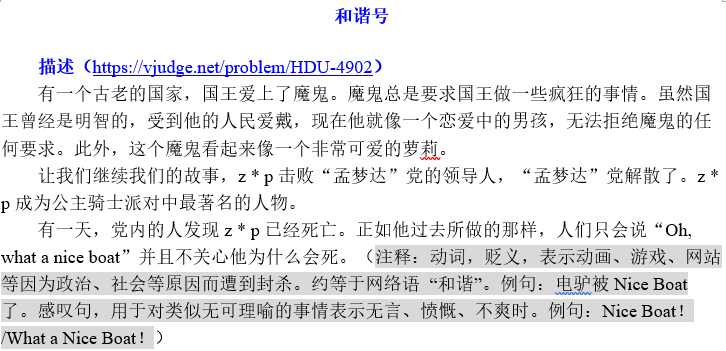 和谐号
描述（https://vjudge.net/problem/HDU-4902）
有一个古老的国家，国王爱上了魔鬼。魔鬼总是要求国王做一些疯狂的事情。虽然国
王曾经是明智的，受到他的人民爱戴，现在他就像一个恋爱中的男孩，无法拒绝魔鬼的任
何要求。此外，这个魔鬼看起来像一个非常可爱的萝莉。
让我们继续我们的故事，z * p 击败“孟梦达”党的领导人，“孟梦达”党解散了。z *
p 成为公主骑士派对中最著名的人物。
有一天，党内的人发现 z * p 已经死亡。正如他过去所做的那样，人们只会说“Oh,
what a nice boat”并且不关心他为什么会死。（注释：动词，贬义，表示动画、游戏、网站
等因为政治、社会等原因而遭到封杀。约等于网络语 “和谐”。例句：电驴被 Nice Boat
了。感叹句，用于对类似无可理喻的事情表示无言、愤慨、不爽时。例句：Nice Boat！
/What a Nice Boat！）